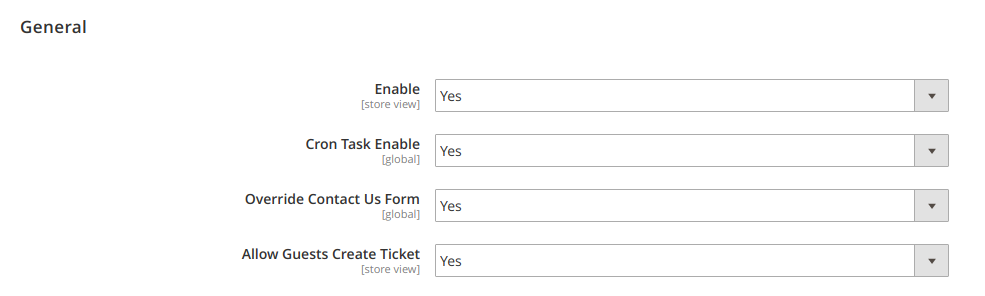 General
Enable
[store view]
Yes
Cron Task Enable
[global]
Yes
Override Contact Us Form
[global]
Yes
Allow Guests Create Ticket
[store view]
Yes